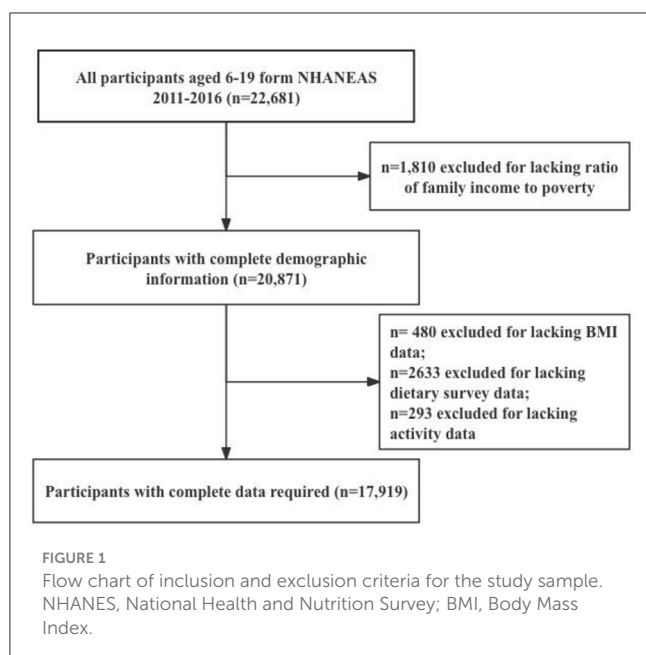 All participants aged 6-19 form NHANEAS
2011-2016 (n=22,681)
n=1,810 excluded for lacking ratio
of family income to poverty
Participants with complete demographic
information (n=20,871)
n= 480 excluded for lacking BMI
data;
n=2633 excluded for lacking
dietary survey data;
n=293 excluded for lacking
activity data
Participants with complete data required (n=17,919)
FIGURE 1
Flow chart of inclusion and exclusion criteria for the study sample.
NHANES, National Health and Nutrition Survey; BMI, Body Mass
Index.